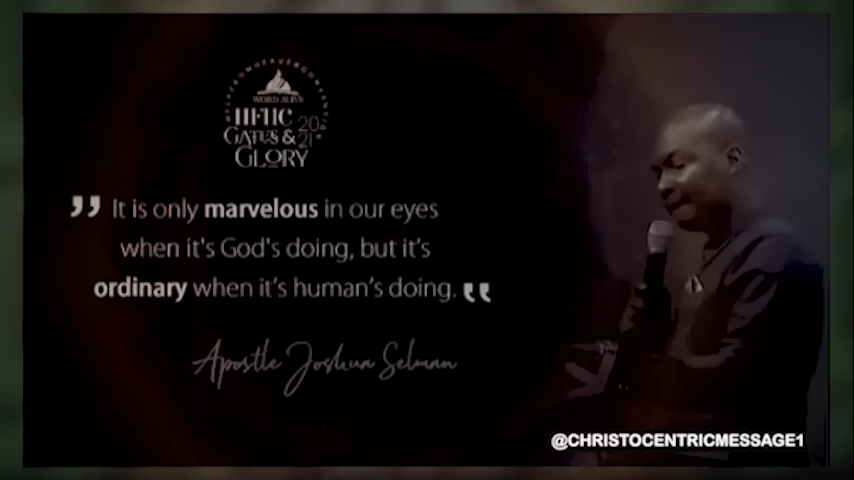 WORD ALIVE
HFHC
20
GATES &
21
GLORY
❞ It is only marvelous in our eyes
when it's God's doing, but it's
ordinary when it's human's doing. ❝
Apostle Joshua Selman
@CHRISTOCENTRICMESSAGE1